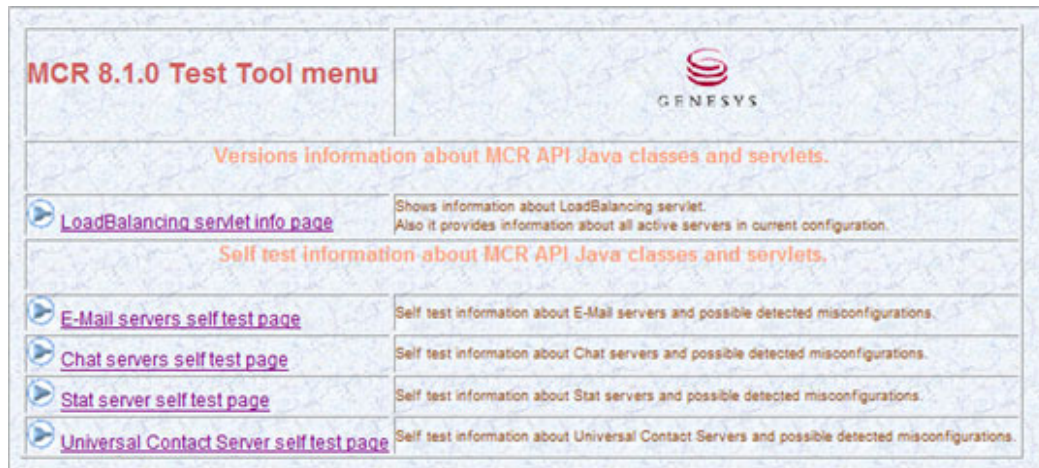 MCR 8.1.0 Test Tool menu
GENESYS
Versions information about MCR API Java classes and servlets.
LoadBalancing servlet info page
Shows information about LoadBalancing servlet.
Also it provides information about all active servers in current configuration.
Self test information about MCR API Java classes and servlets.
E-Mail servers self test page
Self test information about E-Mail servers and possible detected misconfigurations.
Chat servers self test page
Self test information about Chat servers and possible detected misconfigurations.
Stat server self test page
Self test information about Stat servers and possible detected misconfigurations.
Universal Contact Server self test page
Self test information about Universal Contact Servers and possible detected misconfigurations.